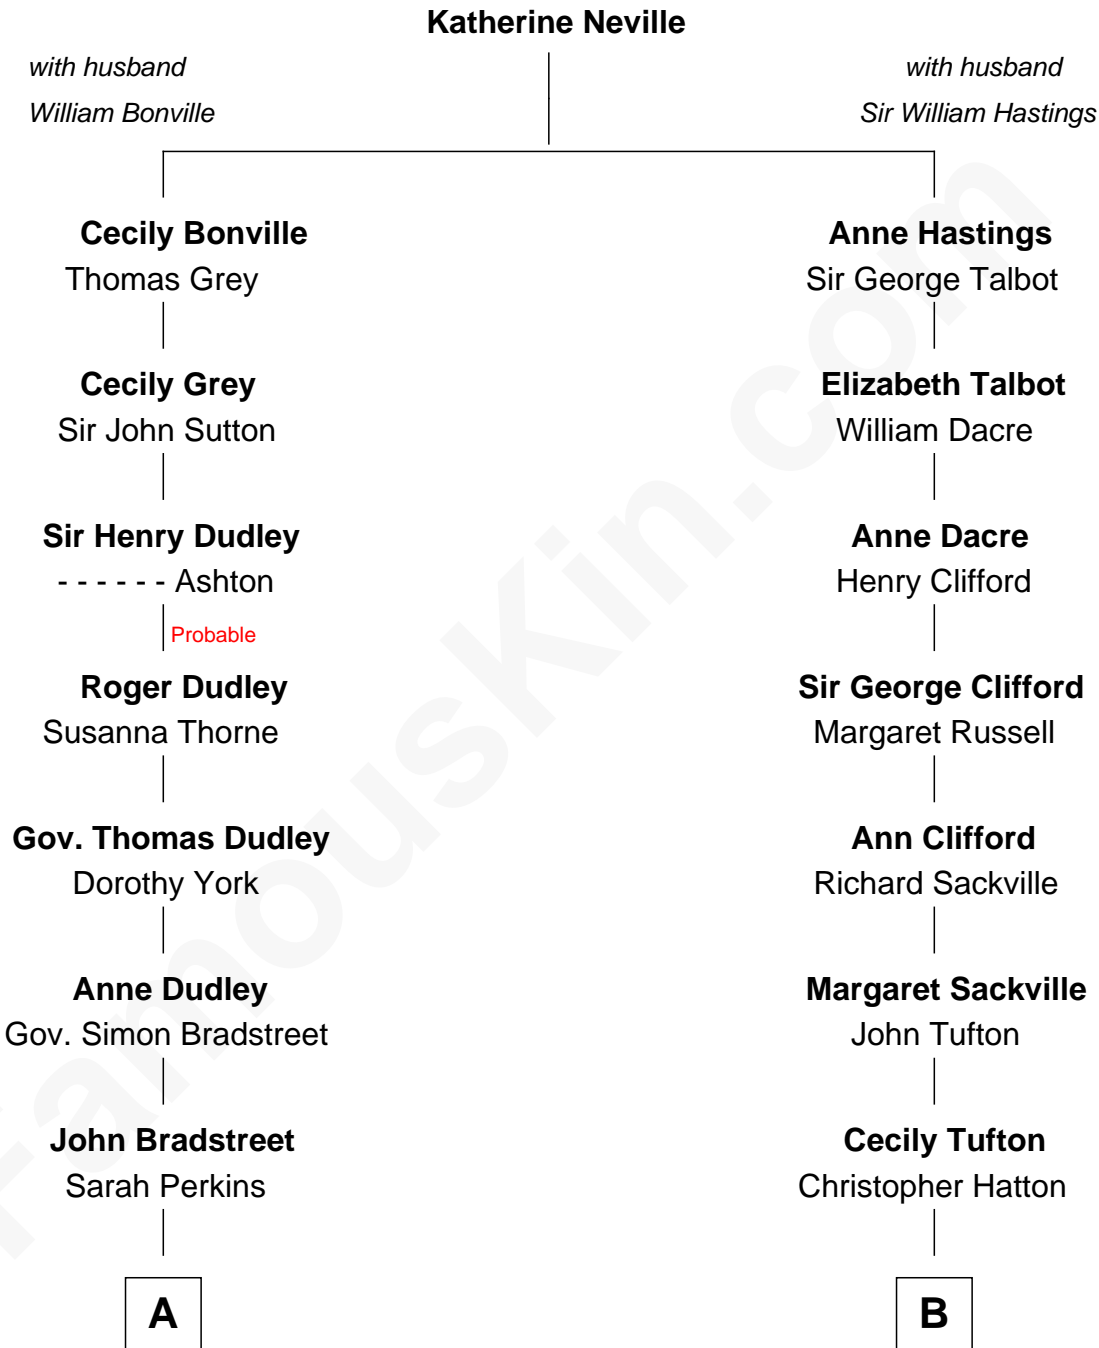 Katherine Neville
with husband
William Bonville
with husband
Sir William Hastings
Cecily Bonville
Thomas Grey
Anne Hastings
Sir George Talbot
Cecily Grey
Sir John Sutton
Elizabeth Talbot
William Dacre
Sir Henry Dudley
- - - - - - Ashton
Anne Dacre
Henry Clifford
Probable
Roger Dudley
Susanna Thorne
Sir George Clifford
Margaret Russell
Gov. Thomas Dudley
Dorothy York
Ann Clifford
Richard Sackville
Anne Dudley
Gov. Simon Bradstreet
Margaret Sackville
John Tufton
John Bradstreet
Sarah Perkins
Cecily Tufton
Christopher Hatton
A
B
FamousKin.com